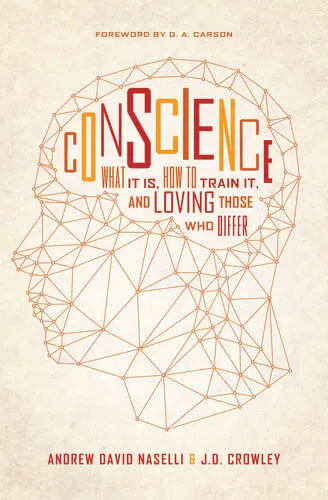 FOREWORD BY D. A. CARSON
CONSCIENCE
WHAT IT IS, HOW TO TRAIN IT,
AND LOVING THOSE
WHO DIFFER
ANDREW DAVID NASELLI & J.D. CROWLEY